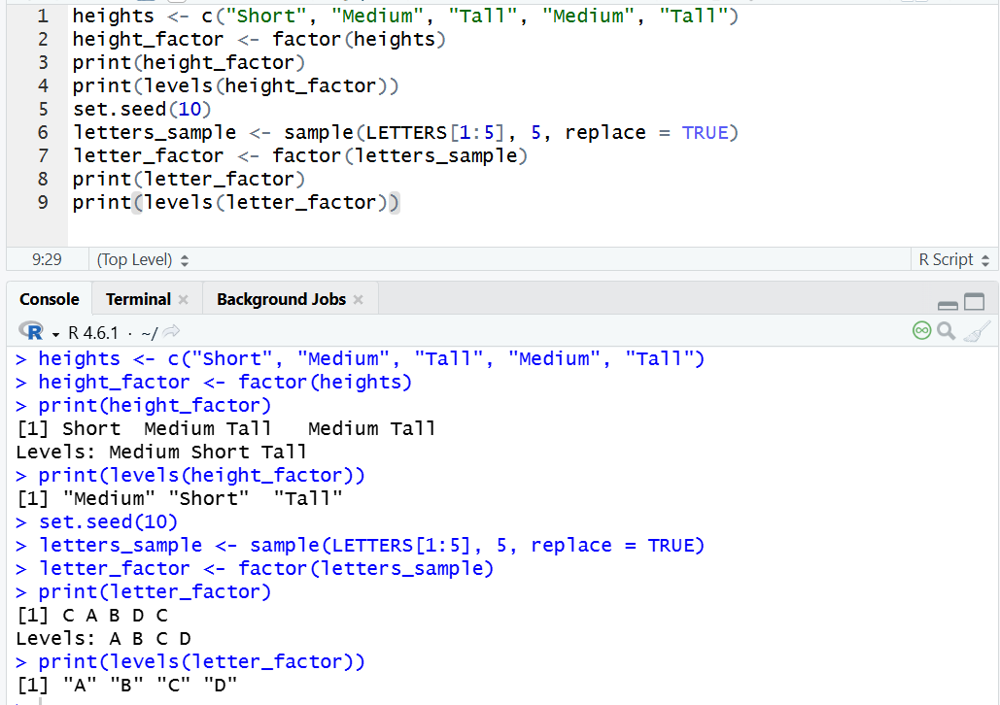 1 heights <- c("Short", "Medium", "Tall", "Medium", "Tall")
2 height_factor <- factor(heights)
3 print(height_factor)
4 print(levels(height_factor))
5 set.seed(10)
6 letters_sample <- sample(LETTERS[1:5], 5, replace = TRUE)
7 letter_factor <- factor(letters_sample)
8 print(letter_factor)
9 print(levels(letter_factor))
9:29 (Top Level) R Script
Console Terminal Background Jobs
R R 4.6.1 · ~/
> heights <- c("Short", "Medium", "Tall", "Medium", "Tall")
> height_factor <- factor(heights)
> print(height_factor)
[1] Short  Medium Tall   Medium Tall
Levels: Medium Short Tall
> print(levels(height_factor))
[1] "Medium" "Short"  "Tall"
> set.seed(10)
> letters_sample <- sample(LETTERS[1:5], 5, replace = TRUE)
> letter_factor <- factor(letters_sample)
> print(letter_factor)
[1] C A B D C
Levels: A B C D
> print(levels(letter_factor))
[1] "A" "B" "C" "D"